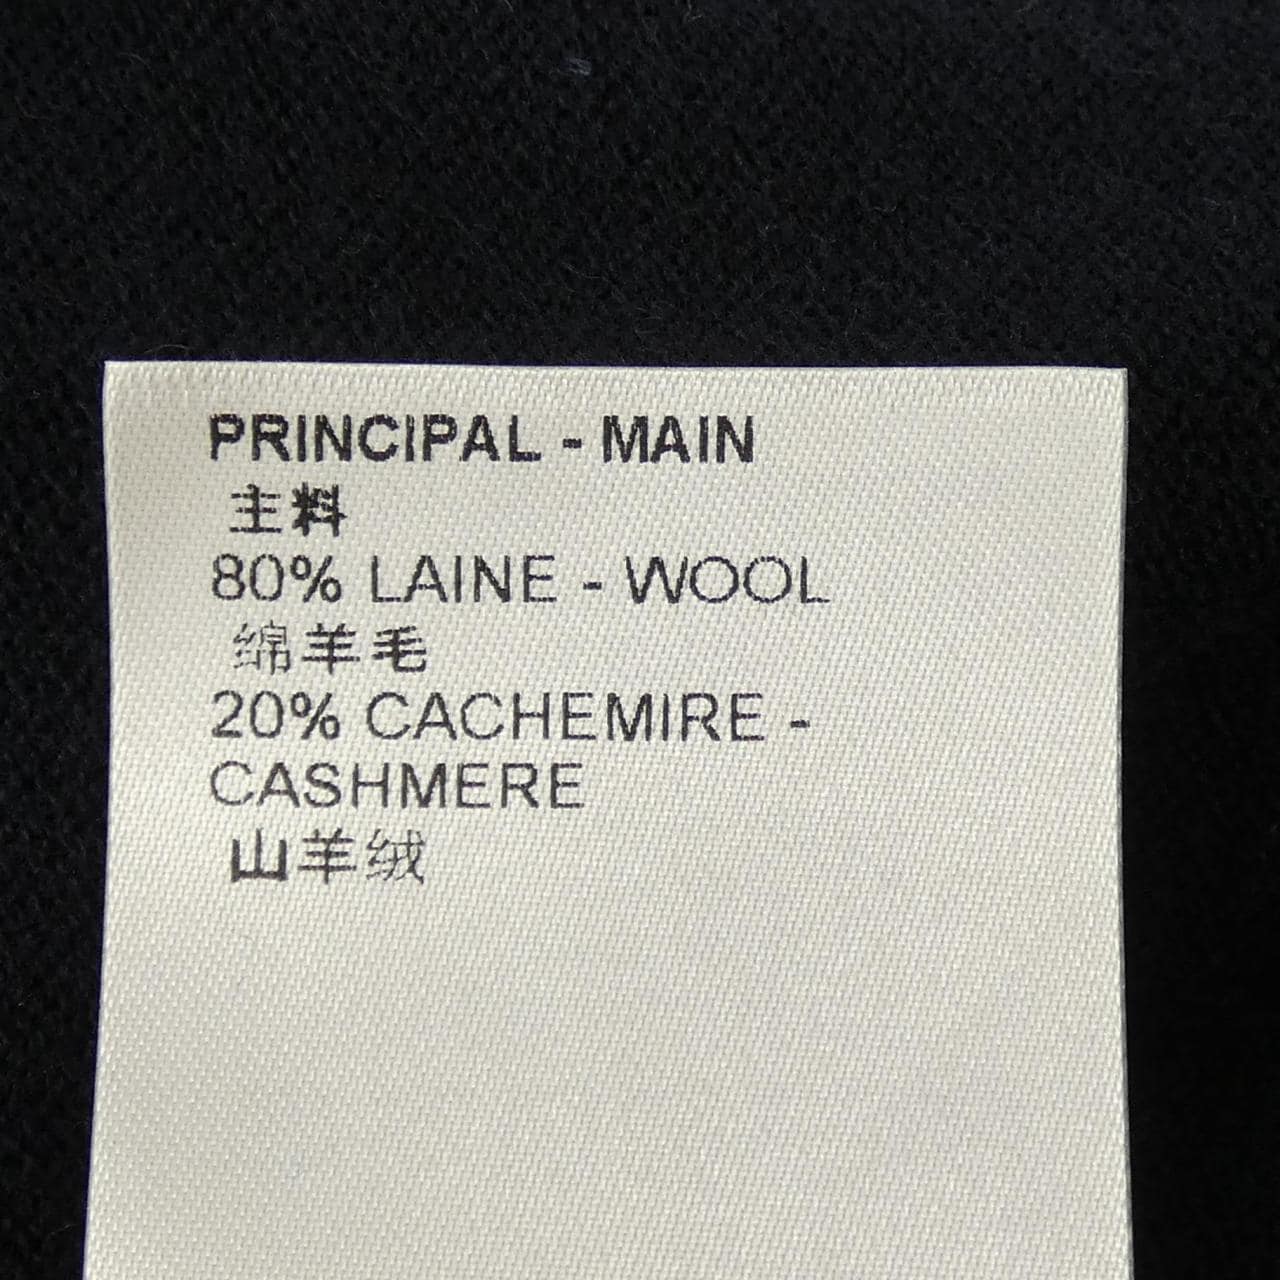 PRINCIPAL - MAIN
主料
80% LAINE - WOOL
绵羊毛
20% CACHEMIRE -
CASHMERE
山羊绒